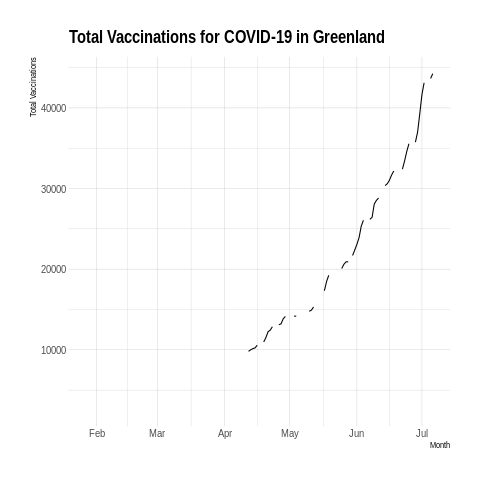 Total Vaccinations for COVID-19 in Greenland
Total Vaccinations
40000
30000
20000
10000
Feb Mar Apr May Jun Jul
Month